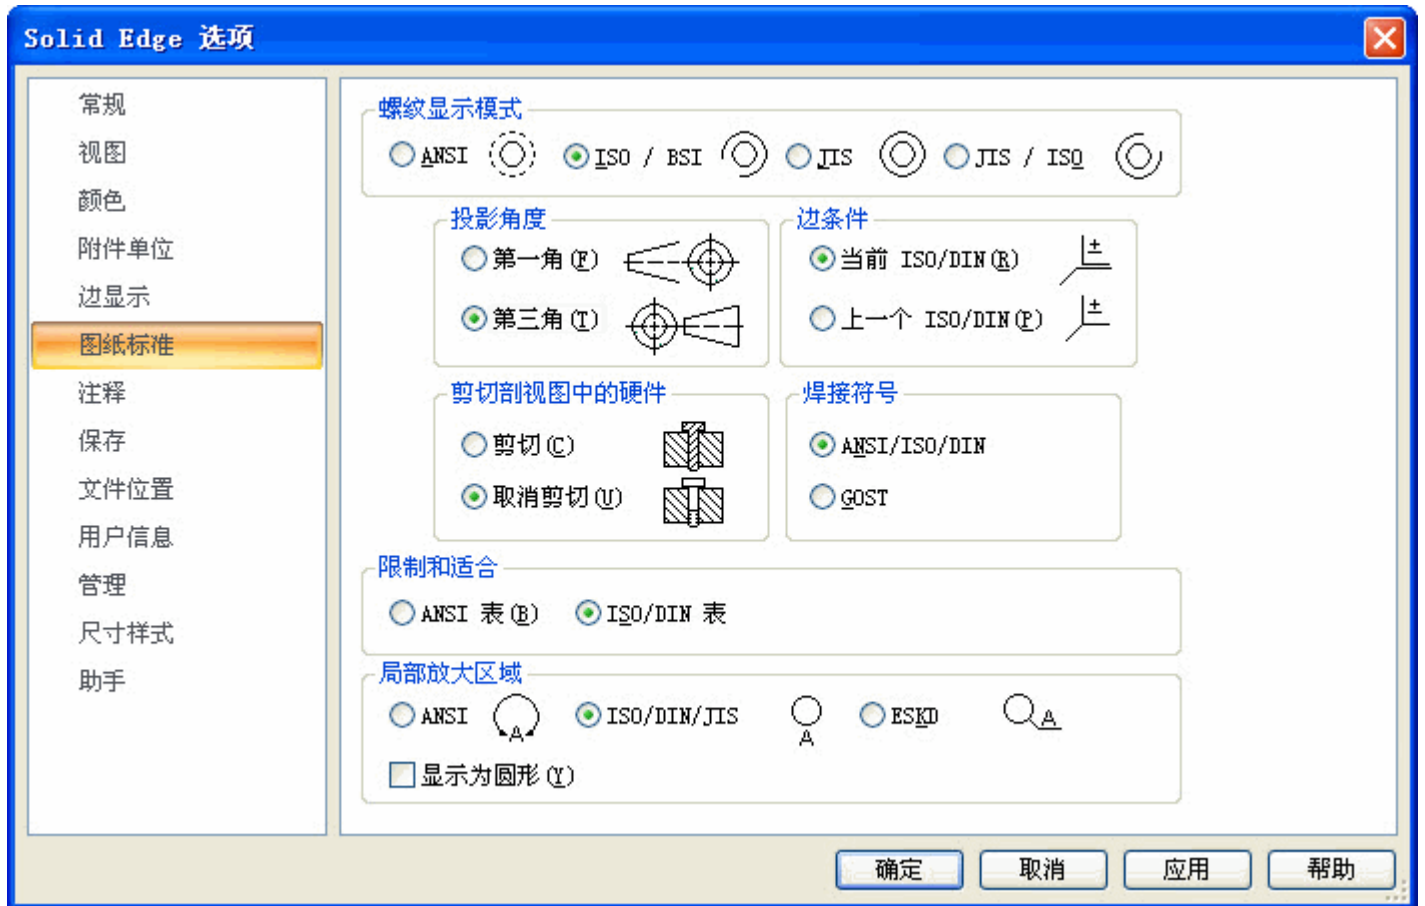 Solid Edge 选项
常规
视图
颜色
附件单位
边显示
图纸标准
注释
保存
文件位置
用户信息
管理
尺寸样式
助手
螺纹显示模式
ANSI ISO / BSI JIS JIS / ISO
投影角度
第一角(F)
第三角(T)
边条件
当前 ISO/DIN(R)
±
上一个 ISO/DIN(P)
±
剪切剖视图中的硬件
剪切(C)
取消剪切(U)
焊接符号
ANSI/ISO/DIN
GOST
限制和适合
ANSI 表(B) ISO/DIN 表
局部放大区域
ANSI A ISO/DIN/JIS A ESKD A
显示为圆形(Y)
确定 取消 应用 帮助